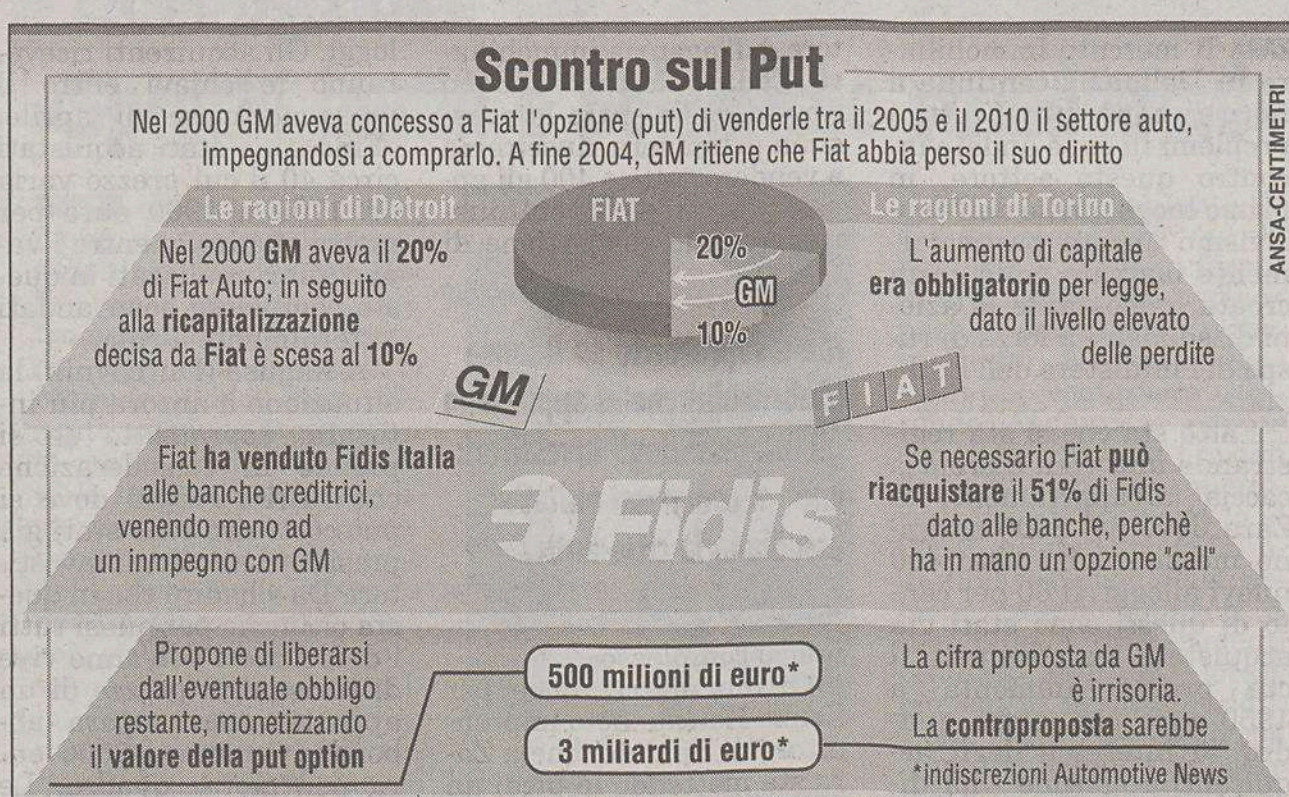 Scontro sul Put
Nel 2000 GM aveva concesso a Fiat l'opzione (put) di venderle tra il 2005 e il 2010 il settore auto,
impegnandosi a comprarlo. A fine 2004, GM ritiene che Fiat abbia perso il suo diritto
ANSA-CENTIMETRI
Le ragioni di Detroit
Nel 2000 GM aveva il 20%
di Fiat Auto; in seguito
alla ricapitalizzazione
decisa da Fiat è scesa al 10%
FIAT
20%
GM
10%
Le ragioni di Torino
L'aumento di capitale
era obbligatorio per legge,
dato il livello elevato
delle perdite
GM
FIAT
Fiat ha venduto Fidis Italia
alle banche creditrici,
venendo meno ad
un inmpegno con GM
Fidis
Se necessario Fiat può
riacquistare il 51% di Fidis
dato alle banche, perchè
ha in mano un'opzione "call"
Propone di liberarsi
dall'eventuale obbligo
restante, monetizzando
il valore della put option
500 milioni di euro*
3 miliardi di euro*
La cifra proposta da GM
è irrisoria.
La controproposta sarebbe
*indiscrezioni Automotive News